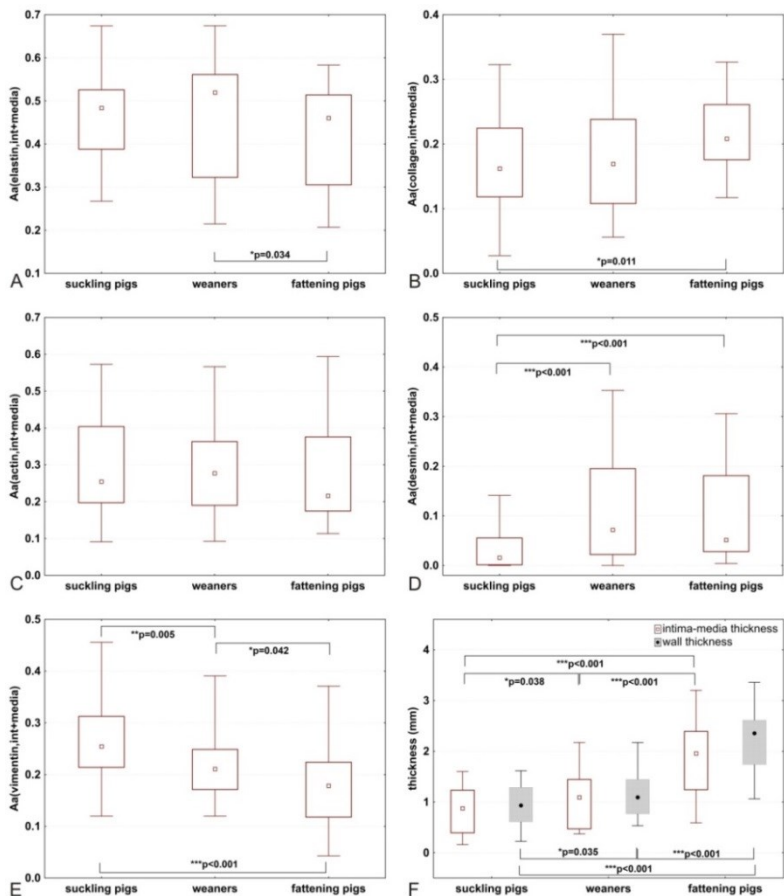 0.7
0.6
0.5
0.4
0.3
0.2
0.1
Aa(elastin,int+media)
*p=0.034
A
suckling pigs weaners fattening pigs
0.4
0.3
0.2
0.1
0.0
Aa(collagen,int+media)
*p=0.011
B
suckling pigs weaners fattening pigs
0.7
0.6
0.5
0.4
0.3
0.2
0.1
0.0
Aa(actin,int+media)
C
suckling pigs weaners fattening pigs
0.5
0.4
0.3
0.2
0.1
0.0
Aa(desmin,int+media)
***p<0.001
***p<0.001
D
suckling pigs weaners fattening pigs
0.5
0.4
0.3
0.2
0.1
0.0
Aa(vimentin,int+media)
**p=0.005
*p=0.042
***p<0.001
E
suckling pigs weaners fattening pigs
intima-media thickness
wall thickness
4
3
2
1
0
thickness (mm)
***p<0.001
*p=0.038 ***p<0.001
*p=0.035 ***p<0.001
***p<0.001
F
suckling pigs weaners fattening pigs